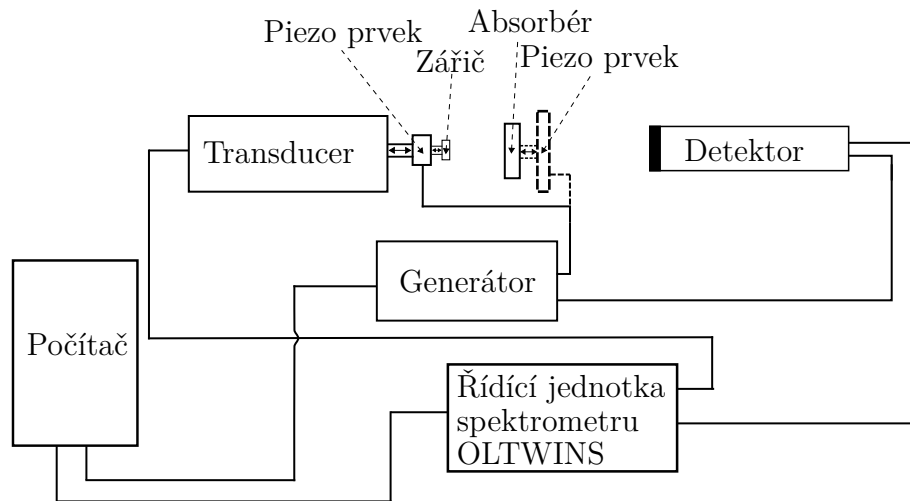 Absorbér
Piezo prvek
Zářič
Piezo prvek
Transducer
Detektor
Generátor
Počítač
Řídící jednotka
spektrometru
OLTWINS